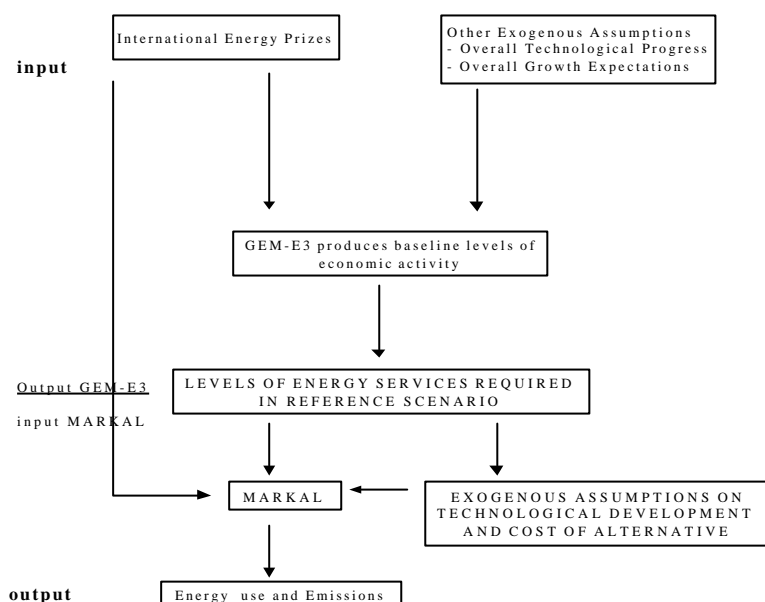 International Energy Prizes
Other Exogenous Assumptions
- Overall Technological Progress
- Overall Growth Expectations
input
GEM-E3 produces baseline levels of
economic activity
Output GEM-E3
input MARKAL
LEVELS OF ENERGY SERVICES REQUIRED
IN REFERENCE SCENARIO
MARKAL
EXOGENOUS ASSUMPTIONS ON
TECHNOLOGICAL DEVELOPMENT
AND COST OF ALTERNATIVE
output
Energy use and Emissions